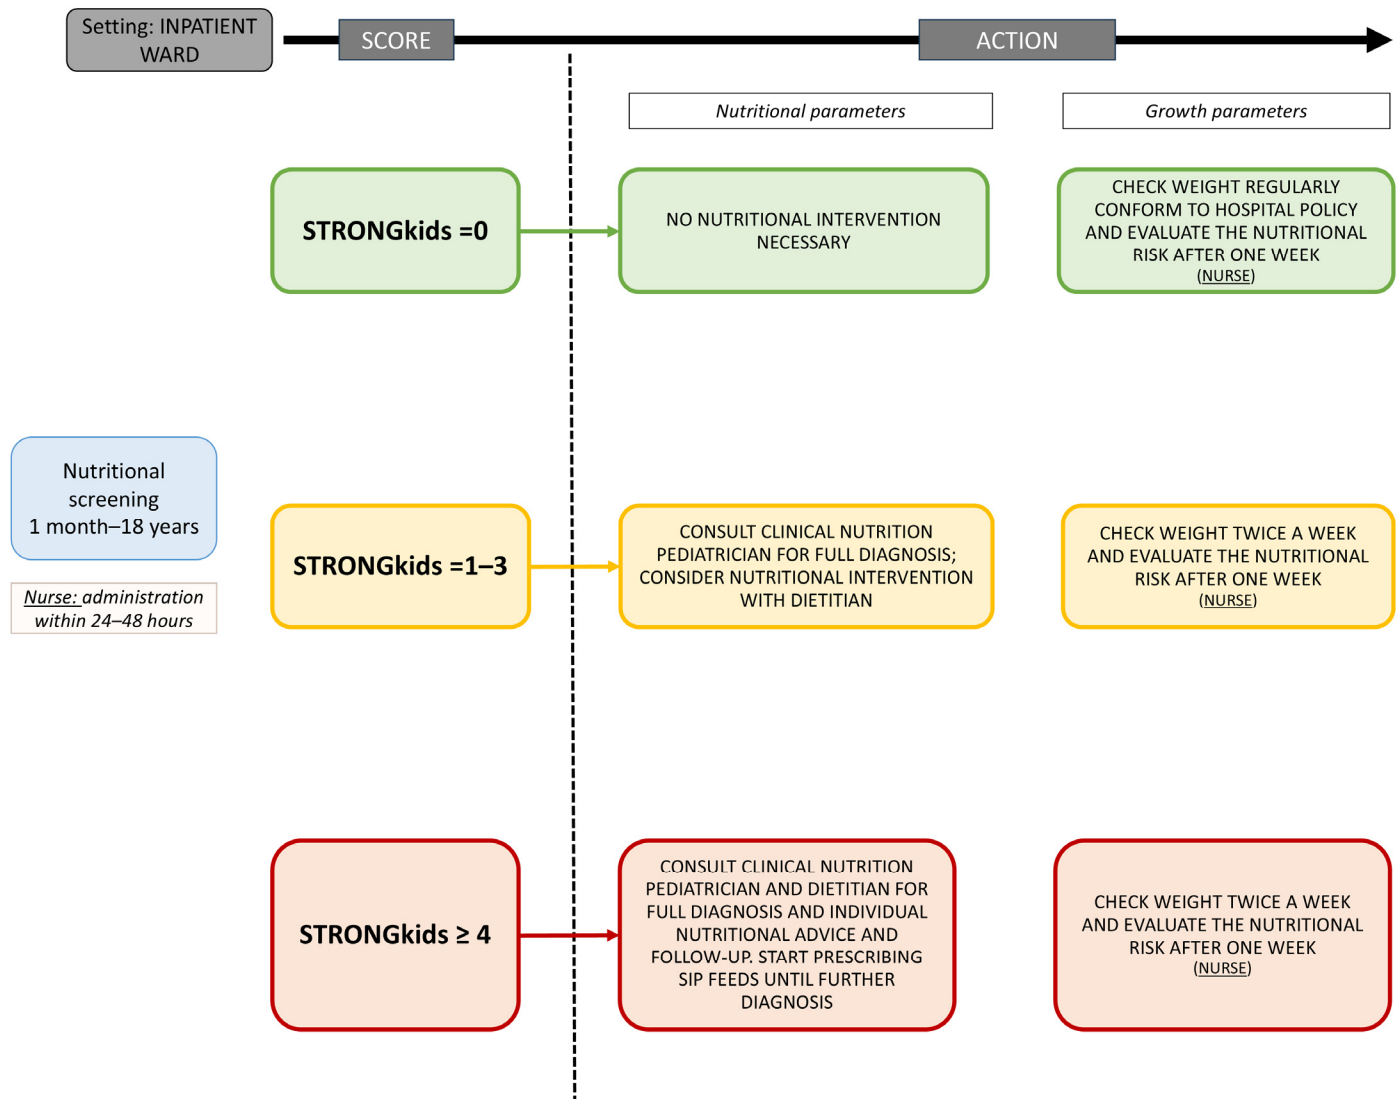 Setting: INPATIENT
WARD
SCORE
ACTION
Nutritional parameters
Growth parameters
STRONGkids =0
NO NUTRITIONAL INTERVENTION
NECESSARY
CHECK WEIGHT REGULARLY
CONFORM TO HOSPITAL POLICY
AND EVALUATE THE NUTRITIONAL
RISK AFTER ONE WEEK
(NURSE)
Nutritional
screening
1 month–18 years
Nurse: administration
within 24–48 hours
STRONGkids =1–3
CONSULT CLINICAL NUTRITION
PEDIATRICIAN FOR FULL DIAGNOSIS;
CONSIDER NUTRITIONAL INTERVENTION
WITH DIETITIAN
CHECK WEIGHT TWICE A WEEK
AND EVALUATE THE NUTRITIONAL
RISK AFTER ONE WEEK
(NURSE)
STRONGkids ≥ 4
CONSULT CLINICAL NUTRITION
PEDIATRICIAN AND DIETITIAN FOR
FULL DIAGNOSIS AND INDIVIDUAL
NUTRITIONAL ADVICE AND
FOLLOW-UP. START PRESCRIBING
SIP FEEDS UNTIL FURTHER
DIAGNOSIS
CHECK WEIGHT TWICE A WEEK
AND EVALUATE THE NUTRITIONAL
RISK AFTER ONE WEEK
(NURSE)